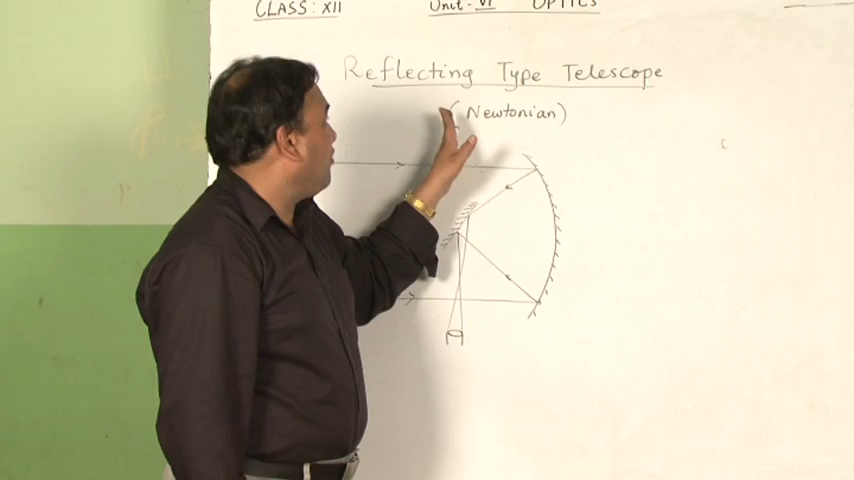 CLASS: XII Unit-VI OPTICS
Reflecting Type Telescope
(Newtonian)